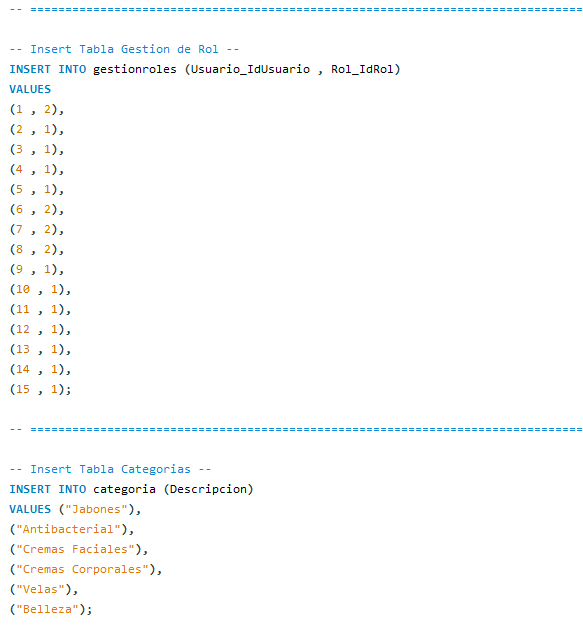 -- ===============================================================================
-- Insert Tabla Gestion de Rol --
INSERT INTO gestionroles (Usuario_IdUsuario , Rol_IdRol)
VALUES
(1 , 2),
(2 , 1),
(3 , 1),
(4 , 1),
(5 , 1),
(6 , 2),
(7 , 2),
(8 , 2),
(9 , 1),
(10 , 1),
(11 , 1),
(12 , 1),
(13 , 1),
(14 , 1),
(15 , 1);
-- ===============================================================================
-- Insert Tabla Categorias --
INSERT INTO categoria (Descripcion)
VALUES ("Jabones"),
("Antibacterial"),
("Cremas Faciales"),
("Cremas Corporales"),
("Velas"),
("Belleza");